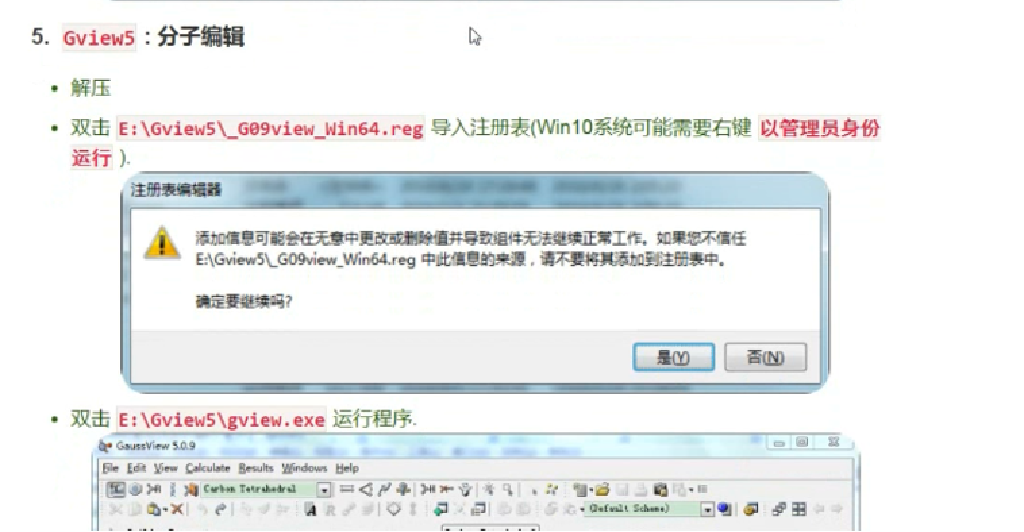 5. Gview5 : 分子编辑
• 解压
• 双击 E:\Gview5\_G09view_Win64.reg 导入注册表(Win10系统可能需要右键 以管理员身份
运行 ).
注册表编辑器
添加信息可能会在无意中更改或删除值并导致组件无法继续正常工作。如果您不信任
E:\Gview5\_G09view_Win64.reg 中此信息的来源，请不要将其添加到注册表中。
确定要继续吗?
是(Y) 否(N)
• 双击 E:\Gview5\gview.exe 运行程序.
GaussView 5.0.9
File Edit View Calculate Results Windows Help
Carbon Tetrahedral
(Default Scheme)